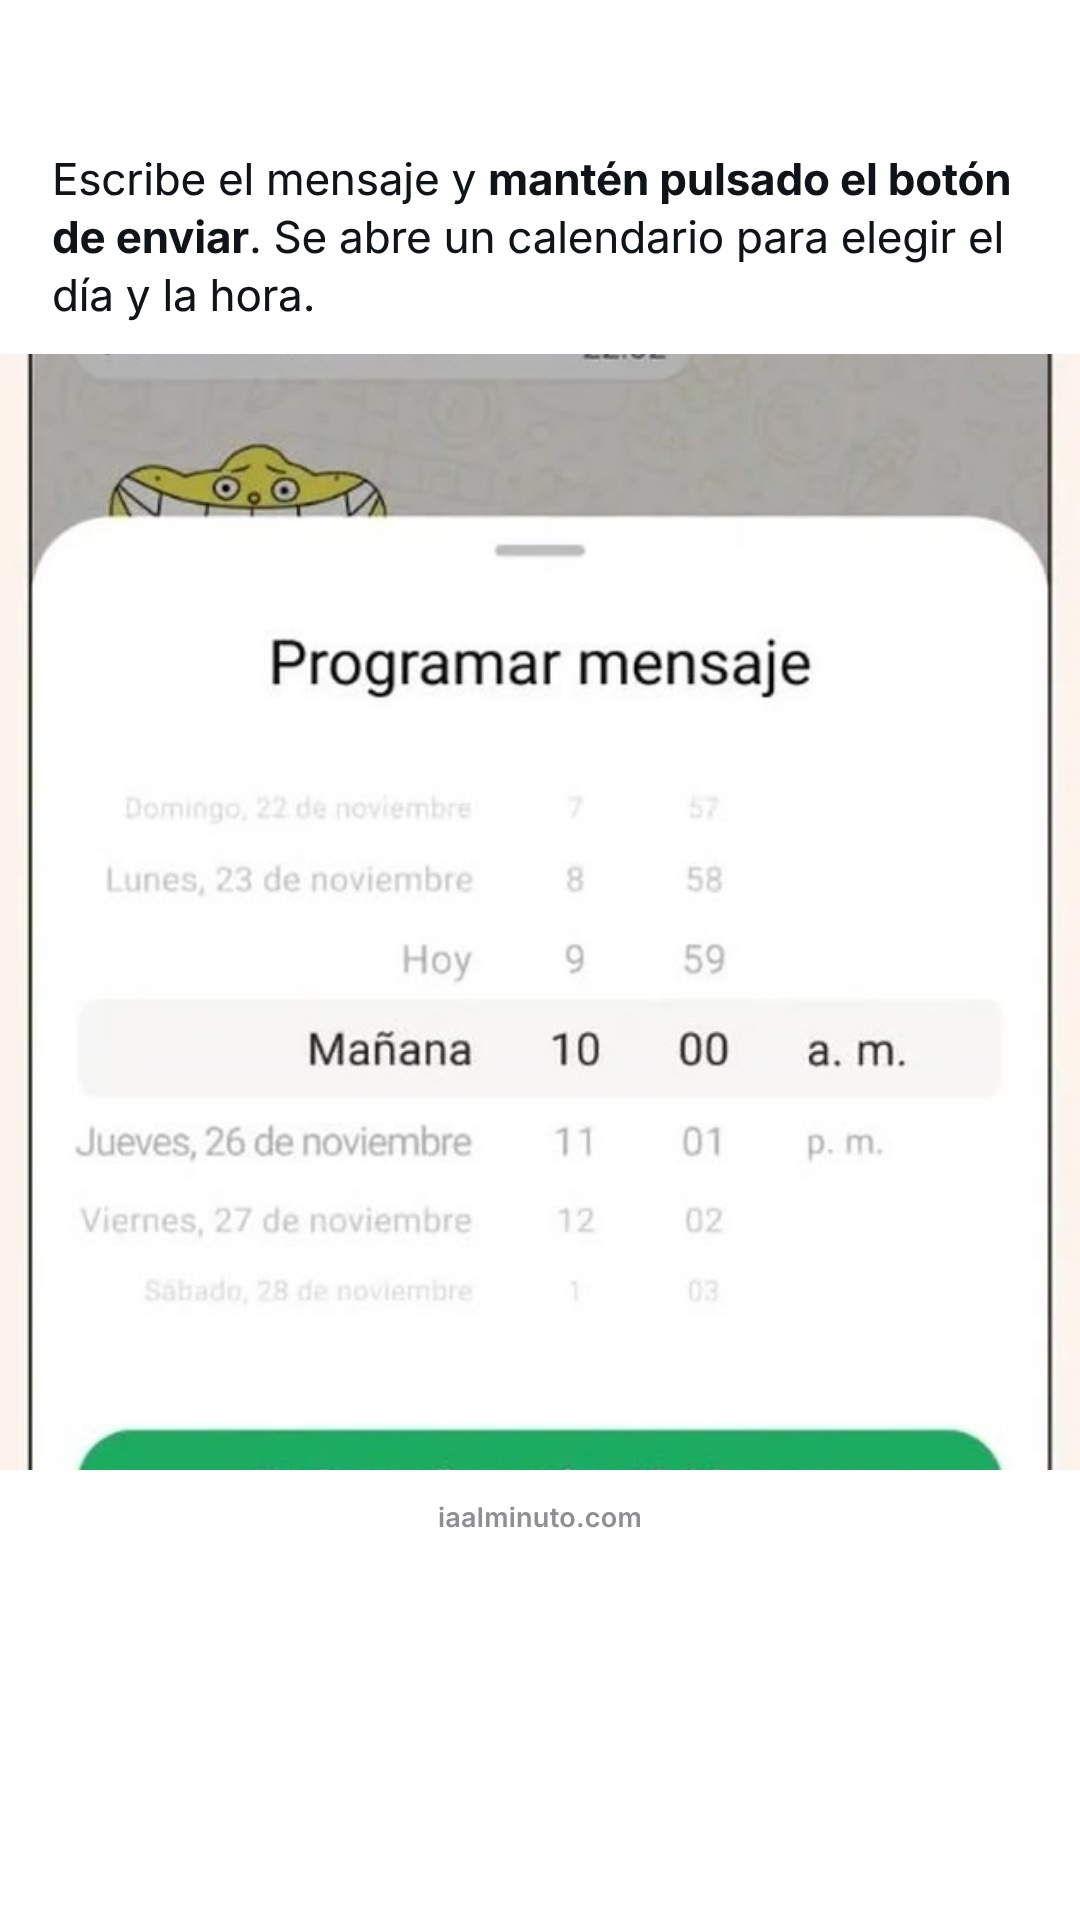 Escribe el mensaje y mantén pulsado el botón
de enviar. Se abre un calendario para elegir el
día y la hora.
Programar mensaje
Domingo, 22 de noviembre 7 57
Lunes, 23 de noviembre 8 58
Hoy 9 59
Mañana 10 00 a. m.
Jueves, 26 de noviembre 11 01 p. m.
Viernes, 27 de noviembre 12 02
Sábado, 28 de noviembre 1 03
iaalminuto.com